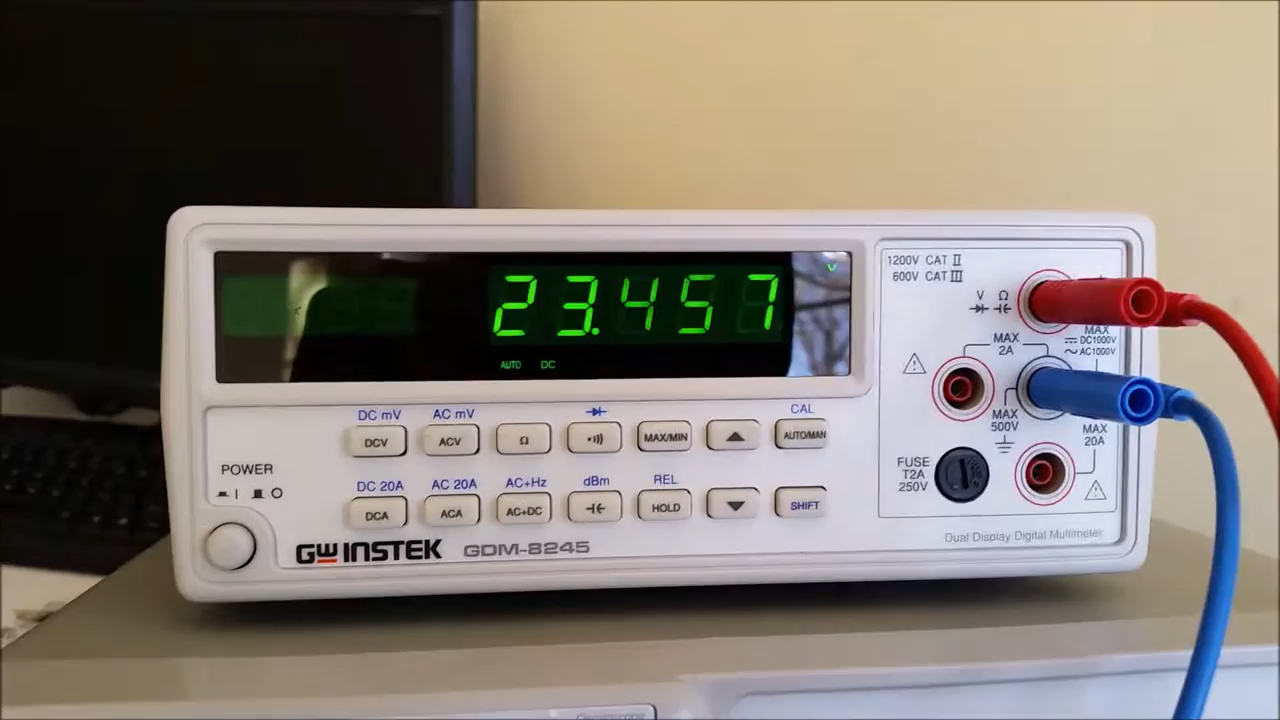 23.457
V
AUTO DC
1200V CAT II
600V CAT III
V Ω
MAX
DC1000V
AC1000V
MAX
2A
MAX
500V
MAX
20A
FUSE
T2A
250V
DC mV AC mV CAL
DCV ACV Ω MAX/MIN AUTO/MAN
POWER
DC 20A AC 20A AC+Hz dBm REL
DCA ACA AC+DC HOLD SHIFT
GW INSTEK GDM-8245
Dual Display Digital Multimeter